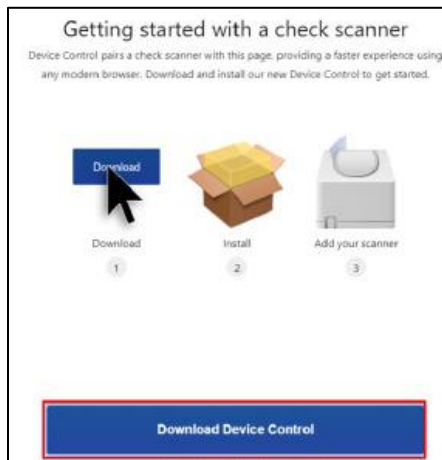 Getting started with a check scanner
Device Control pairs a check scanner with this page, providing a faster experience using
any modern browser. Download and install our new Device Control to get started.
Download
Download
Install
Add your scanner
1
2
3
Download Device Control